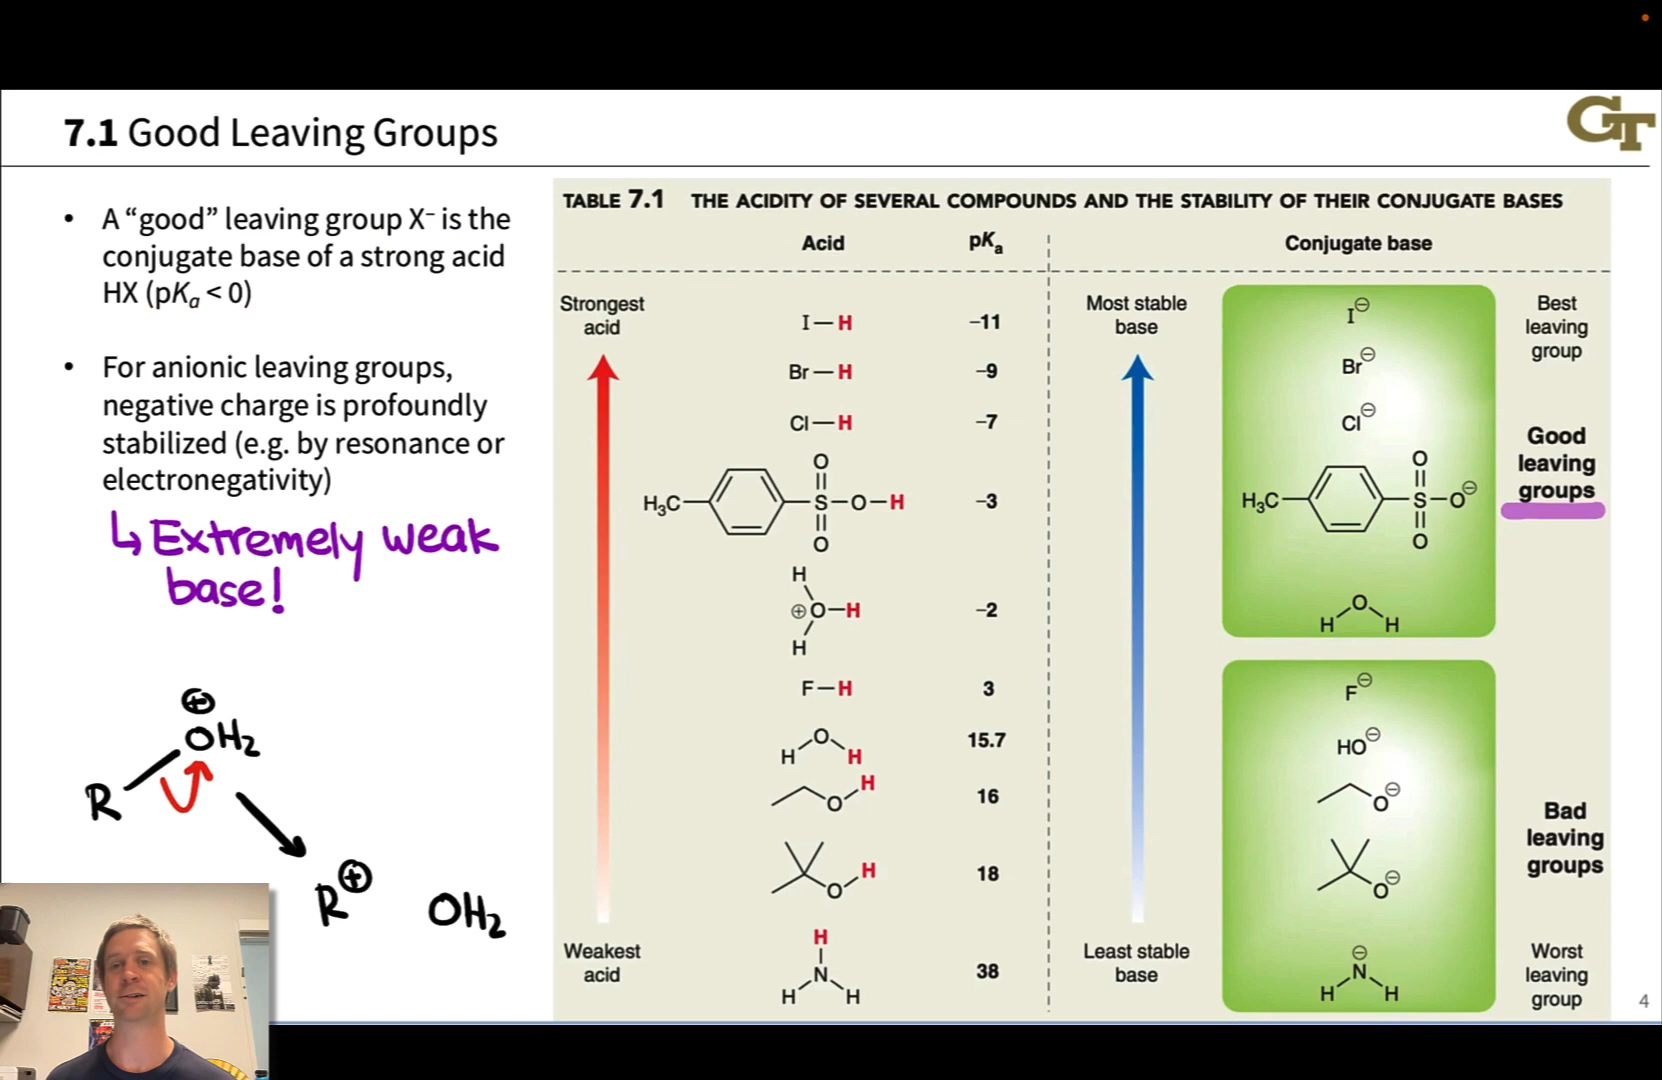 7.1 Good Leaving Groups
GT
• A “good” leaving group X⁻ is the
conjugate base of a strong acid
HX (pKₐ < 0)
• For anionic leaving groups,
negative charge is profoundly
stabilized (e.g. by resonance or
electronegativity)
↳ Extremely weak
base!
⊕
OH₂
R
R⊕ OH₂
TABLE 7.1 THE ACIDITY OF SEVERAL COMPOUNDS AND THE STABILITY OF THEIR CONJUGATE BASES
Acid pKₐ Conjugate base
Strongest
acid
I—H –11
Most stable
base
I⊖
Best
leaving
group
Br—H –9 Br⊖
Cl—H –7 Cl⊖
Good
leaving
groups
O
H₃C S—O—H –3
O
O
H₃C S—O⊖
O
H
⊕O—H –2
H
O
H H
F—H 3 F⊖
O
H H 15.7 HO⊖
H
O 16 O⊖
H
O 18 O⊖
Bad
leaving
groups
Weakest
acid
H
N
H H
38
Least stable
base
⊖
N
H H
Worst
leaving
group
4